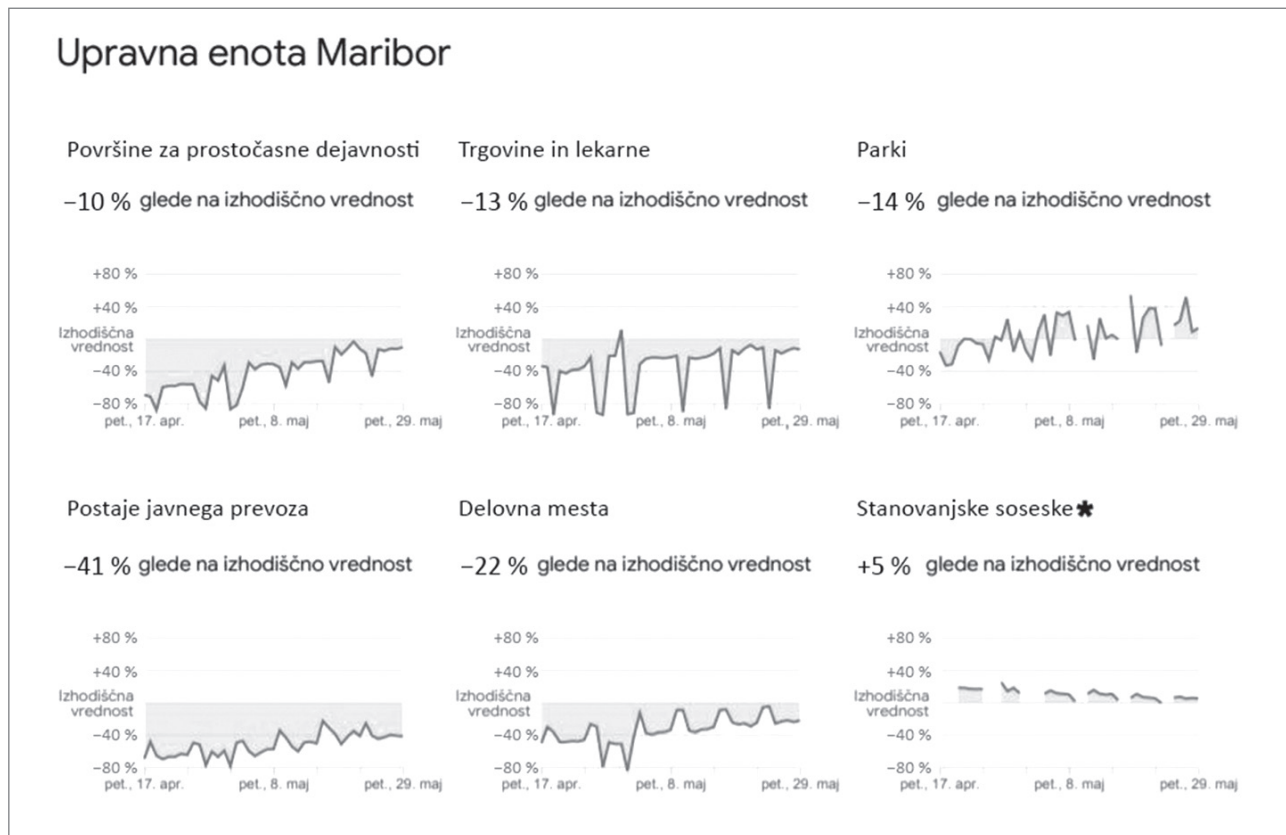 Upravna enota Maribor
Površine za prostočasne dejavnosti
−10 % glede na izhodiščno vrednost
+80 %
+40 %
Izhodiščna
vrednost
−40 %
−80 %
pet., 17. apr. pet., 8. maj pet., 29. maj
Trgovine in lekarne
−13 % glede na izhodiščno vrednost
+80 %
+40 %
Izhodiščna
vrednost
−40 %
−80 %
pet., 17. apr. pet., 8. maj pet., 29. maj
Parki
−14 % glede na izhodiščno vrednost
+80 %
+40 %
Izhodiščna
vrednost
−40 %
−80 %
pet., 17. apr. pet., 8. maj pet., 29. maj
Postaje javnega prevoza
−41 % glede na izhodiščno vrednost
+80 %
+40 %
Izhodiščna
vrednost
−40 %
−80 %
pet., 17. apr. pet., 8. maj pet., 29. maj
Delovna mesta
−22 % glede na izhodiščno vrednost
+80 %
+40 %
Izhodiščna
vrednost
−40 %
−80 %
pet., 17. apr. pet., 8. maj pet., 29. maj
Stanovanjske soseske*
+5 % glede na izhodiščno vrednost
+80 %
+40 %
Izhodiščna
vrednost
−40 %
−80 %
pet., 17. apr. pet., 8. maj pet., 29. maj